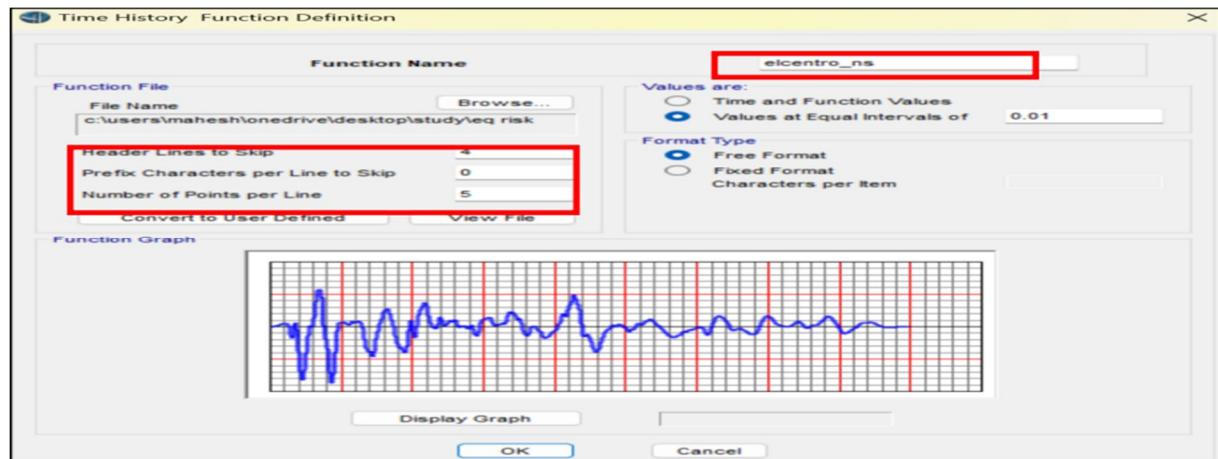 Time History Function Definition
Function Name
elcentro_ns
Function File
File Name
Browse...
c:\users\mahesh\onedrive\desktop\study\eq risk
Header Lines to Skip
4
Prefix Characters per Line to Skip
0
Number of Points per Line
5
Convert to User Defined
View File
Values are:
Time and Function Values
Values at Equal Intervals of
0.01
Format Type
Free Format
Fixed Format
Characters per Item
Function Graph
Display Graph
OK
Cancel